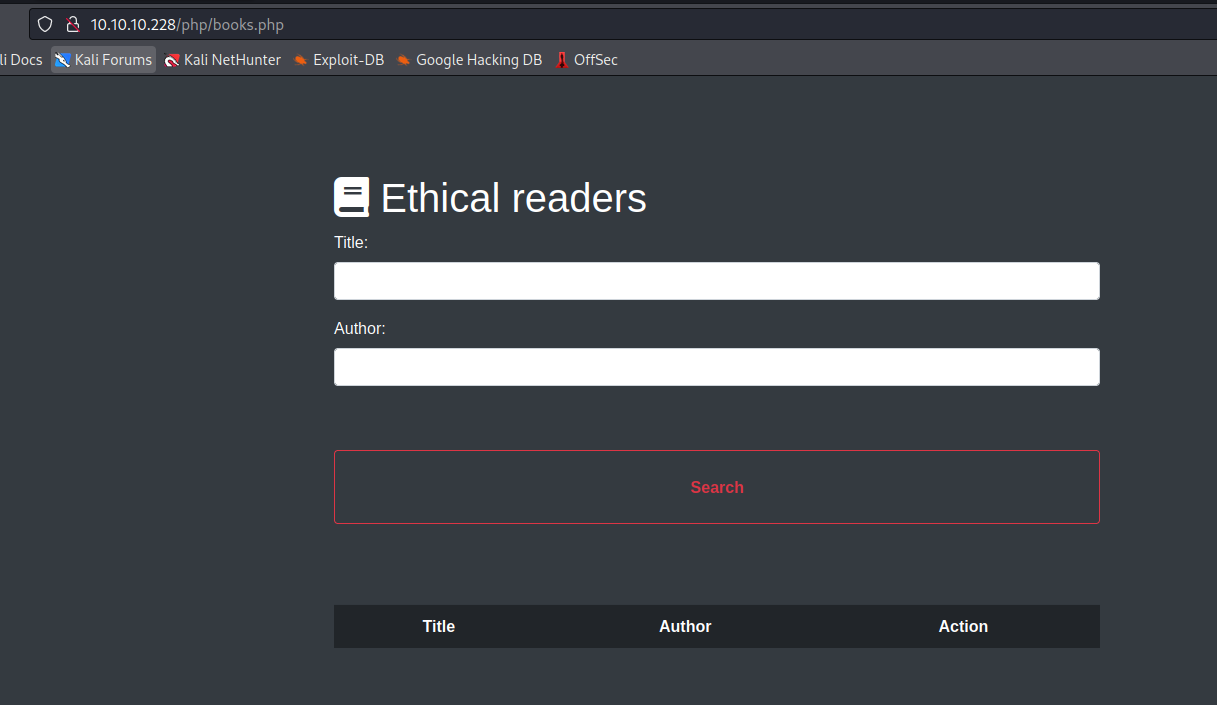 10.10.10.228/php/books.php
li Docs Kali Forums Kali NetHunter Exploit-DB Google Hacking DB OffSec
Ethical readers
Title:
Author:
Search
Title Author Action